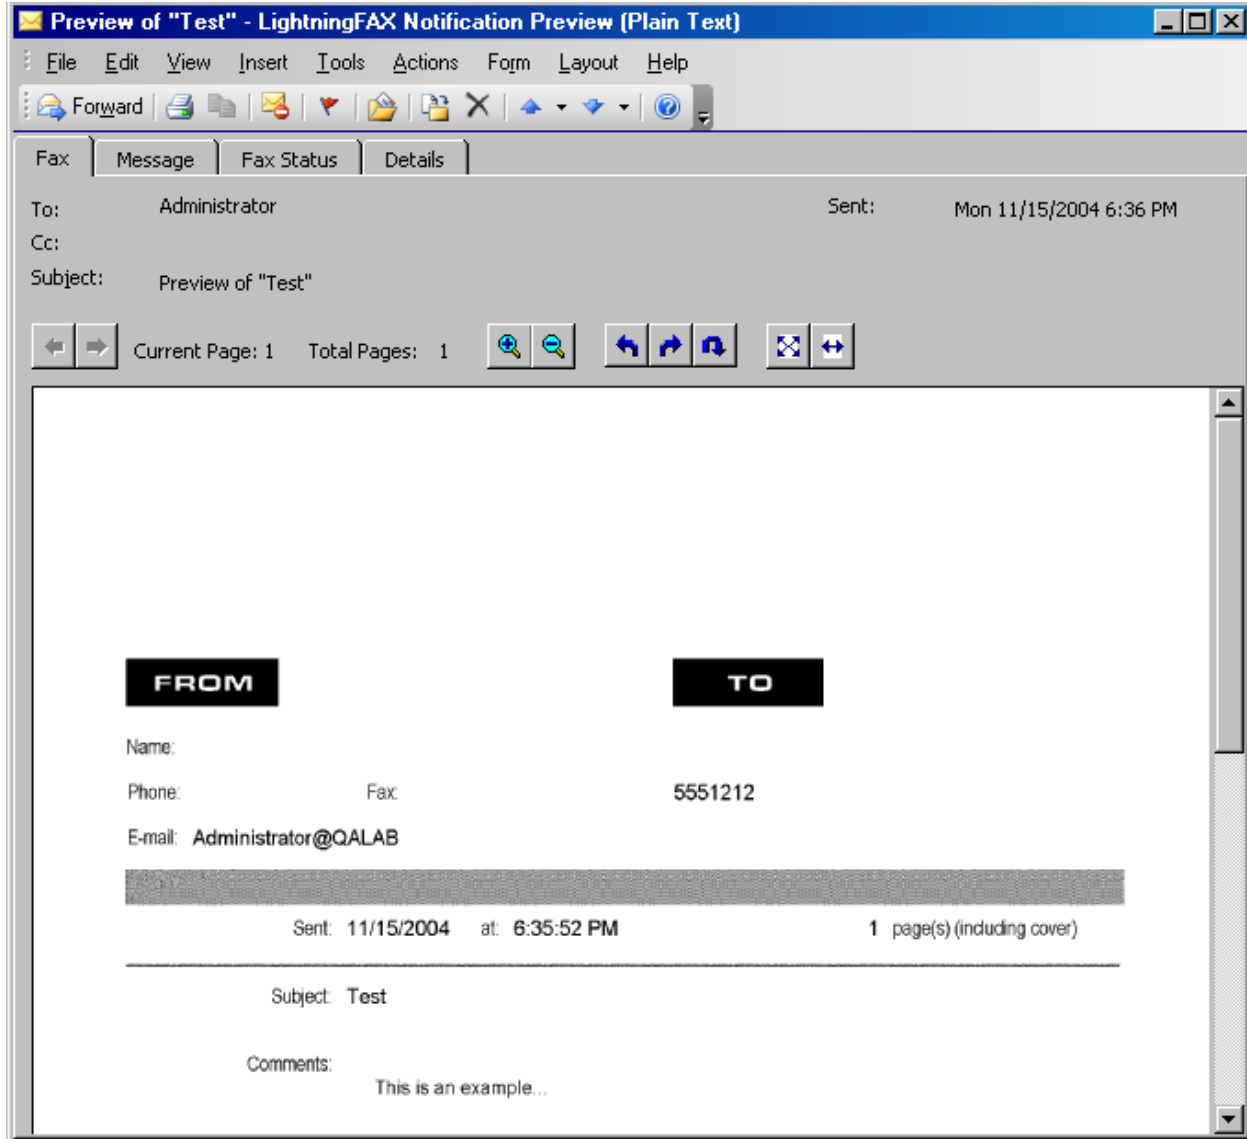 Preview of "Test" - LightningFAX Notification Preview (Plain Text)
File Edit View Insert Tools Actions Form Layout Help
Forward
Fax Message Fax Status Details
To: Administrator Sent: Mon 11/15/2004 6:36 PM
Cc:
Subject: Preview of "Test"
Current Page: 1 Total Pages: 1
FROM TO
Name:
Phone: Fax: 5551212
E-mail: Administrator@QALAB
Sent: 11/15/2004 at: 6:35:52 PM 1 page(s) (including cover)
Subject: Test
Comments:
This is an example...